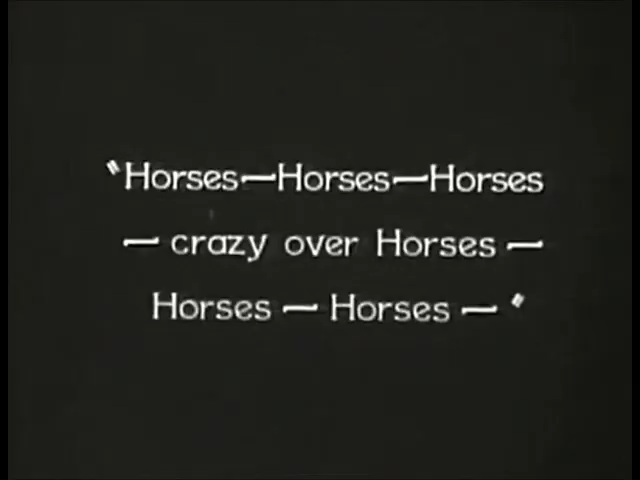 "Horses—Horses—Horses
— crazy over Horses —
Horses — Horses — "